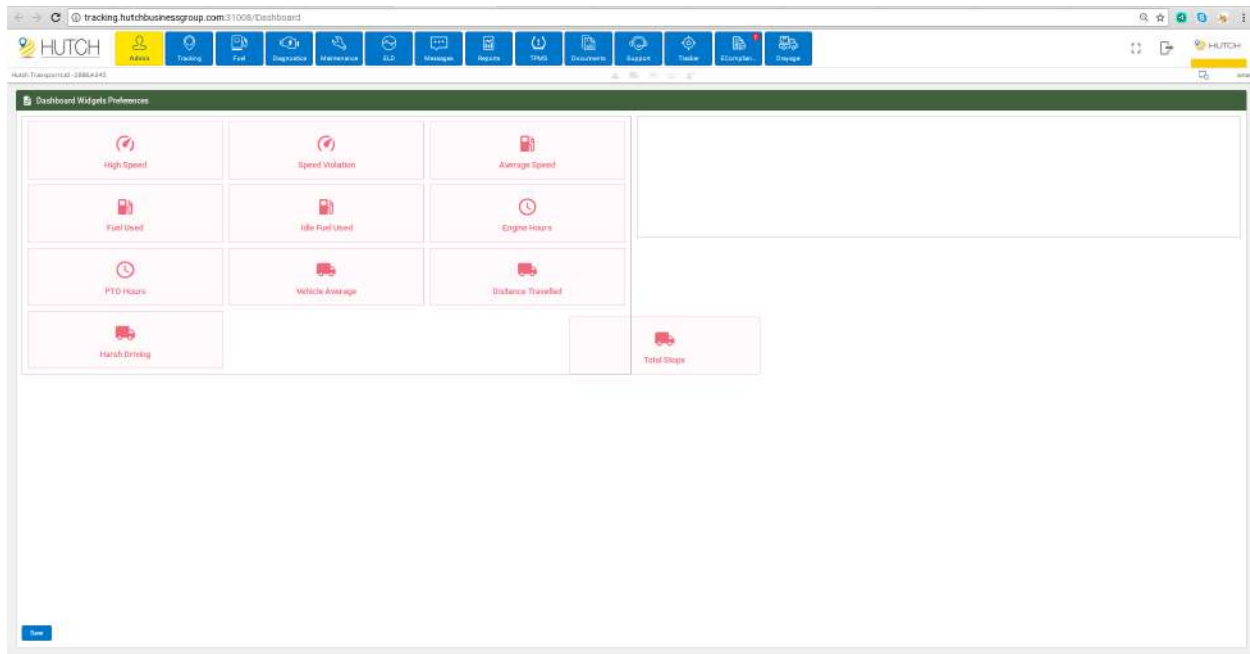 tracking.hutchbusinessgroup.com:31008/Dashboard
HUTCH
Admin
Tracking
Fuel
Diagnostics
Maintenance
ELD
Messages
Reports
TPMS
Documents
Support
Trailer
EComplian..
Drayage
HUTCH
Dashboard Widgets Preferences
High Speed
Speed Violation
Average Speed
Fuel Used
Idle Fuel Used
Engine Hours
PTO Hours
Vehicle Average
Distance Travelled
Harsh Driving
Total Stops
Save